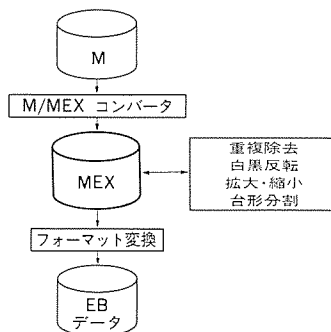 M
M/MEX コンバータ
MEX
重複除去
白黒反転
拡大・縮小
台形分割
フォーマット変換
EB
データ